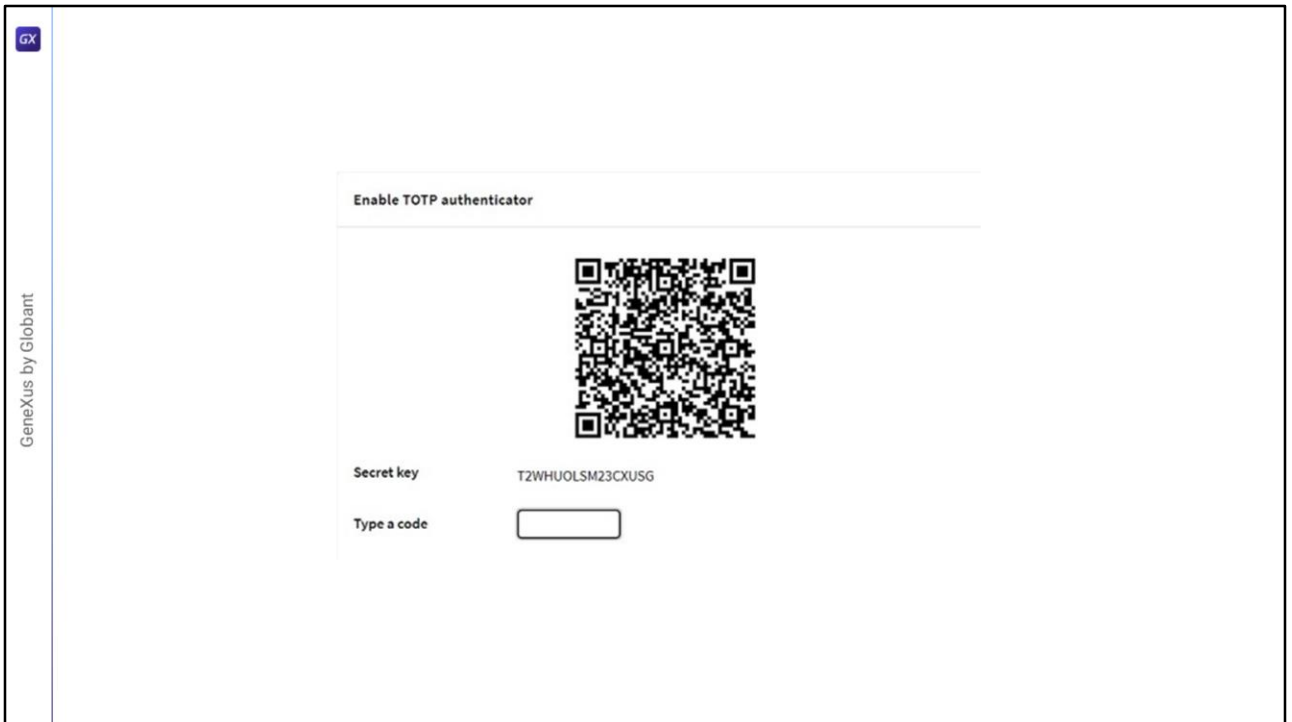 GX
GeneXus by Globant
Enable TOTP authenticator
Secret key T2WHUOLSM23CXUSG
Type a code